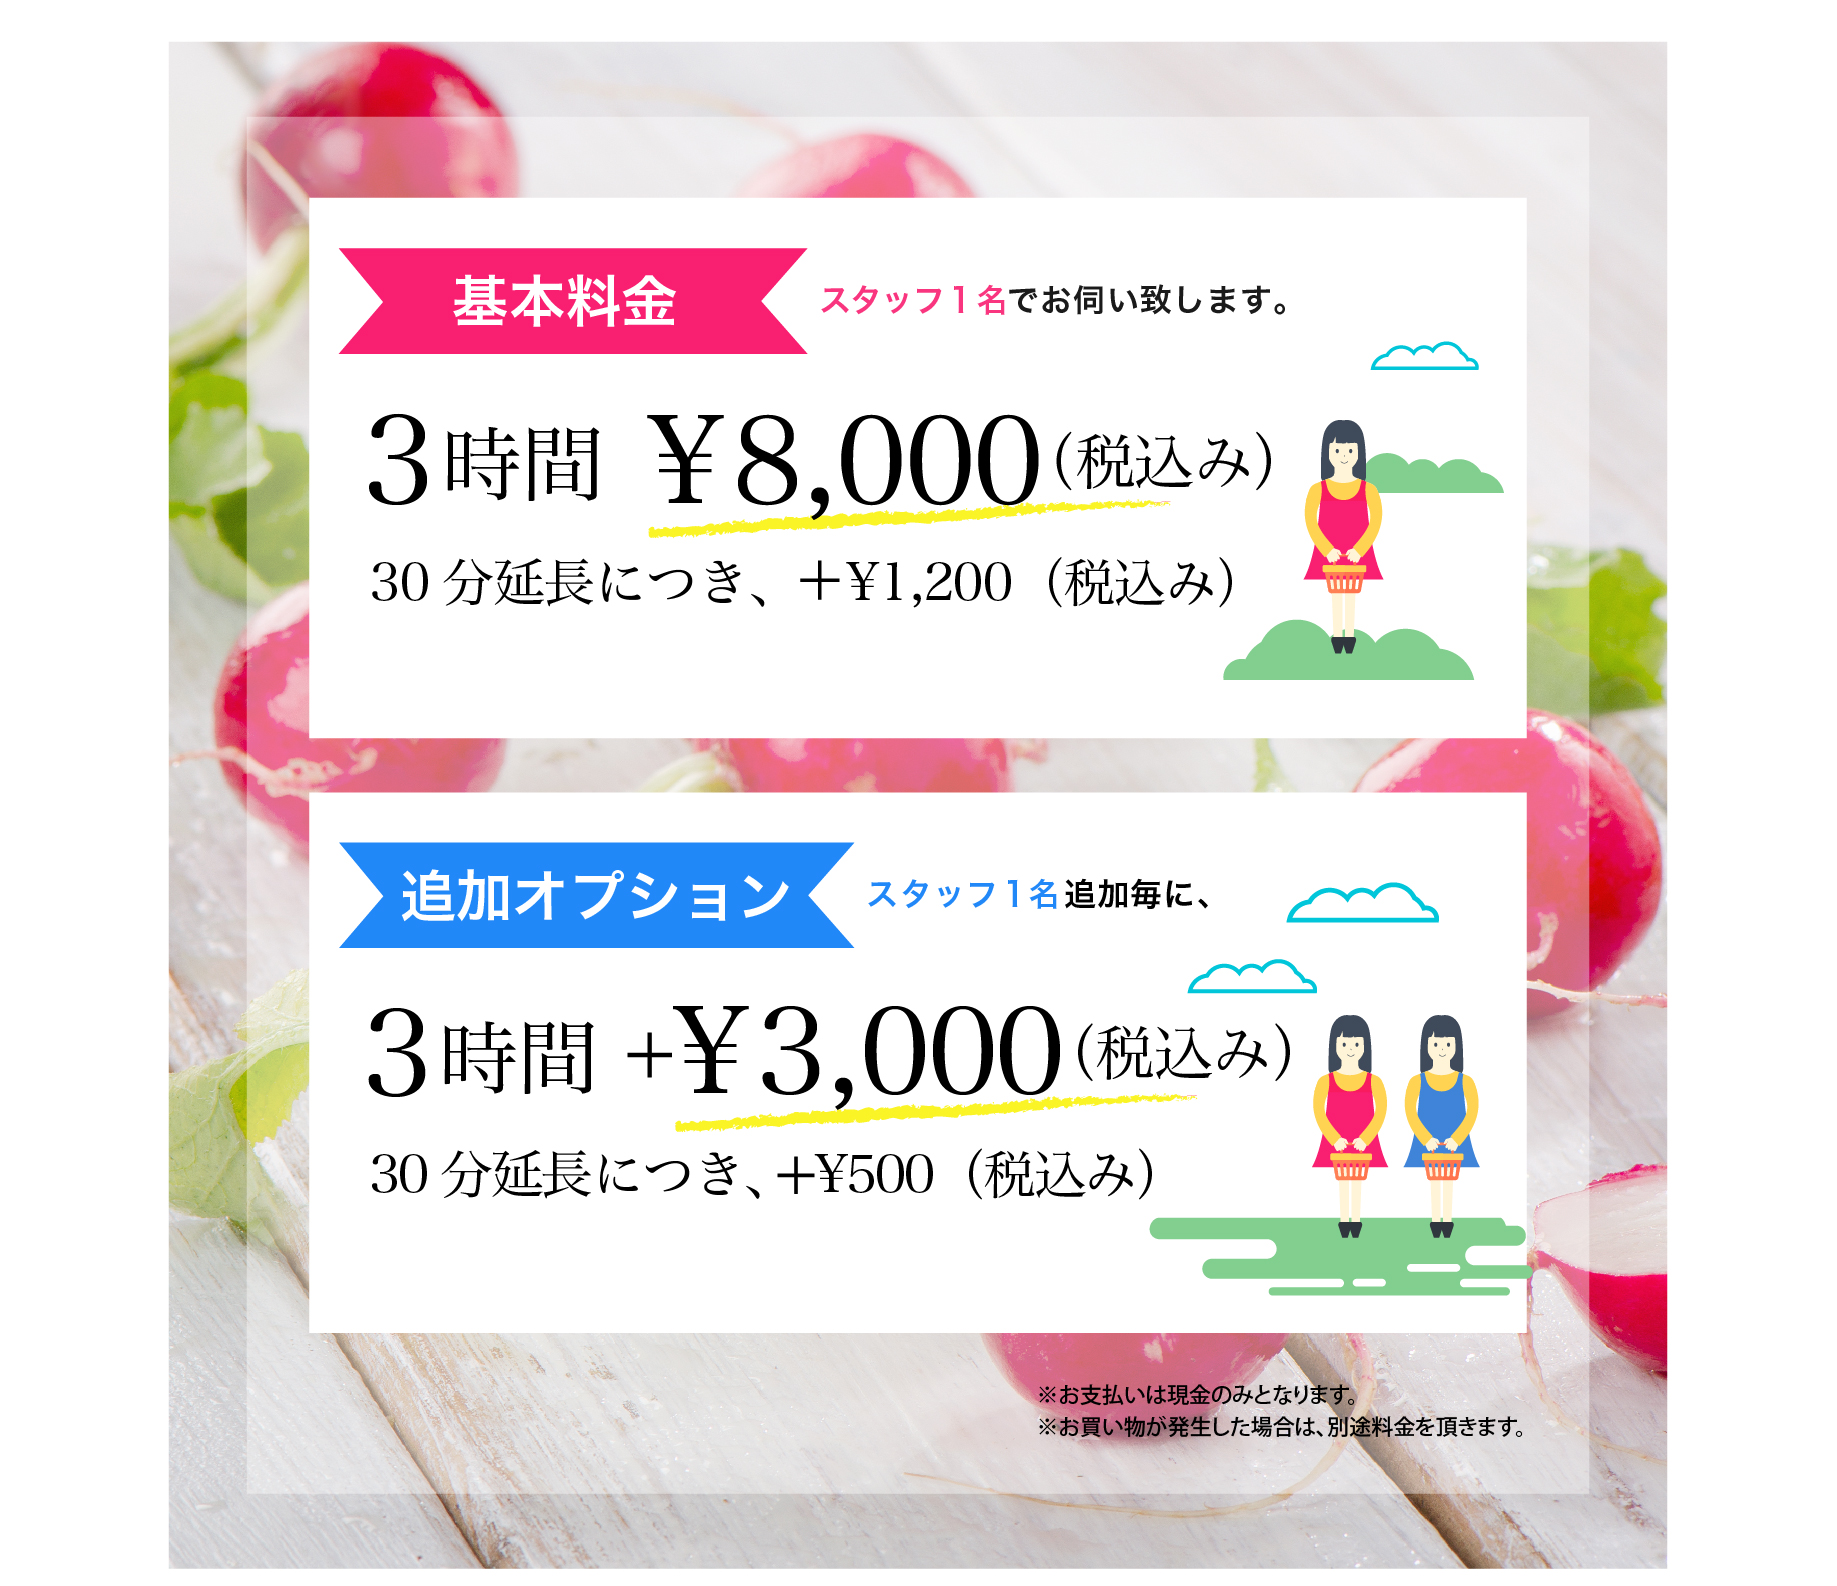 基本料金
スタッフ1名でお伺い致します。
3時間 ¥8,000(税込み)
30分延長につき、+¥1,200(税込み)
追加オプション
スタッフ1名追加毎に、
3時間 +¥3,000(税込み)
30分延長につき、+¥500(税込み)
※お支払いは現金のみとなります。
※お買い物が発生した場合は、別途料金を頂きます。